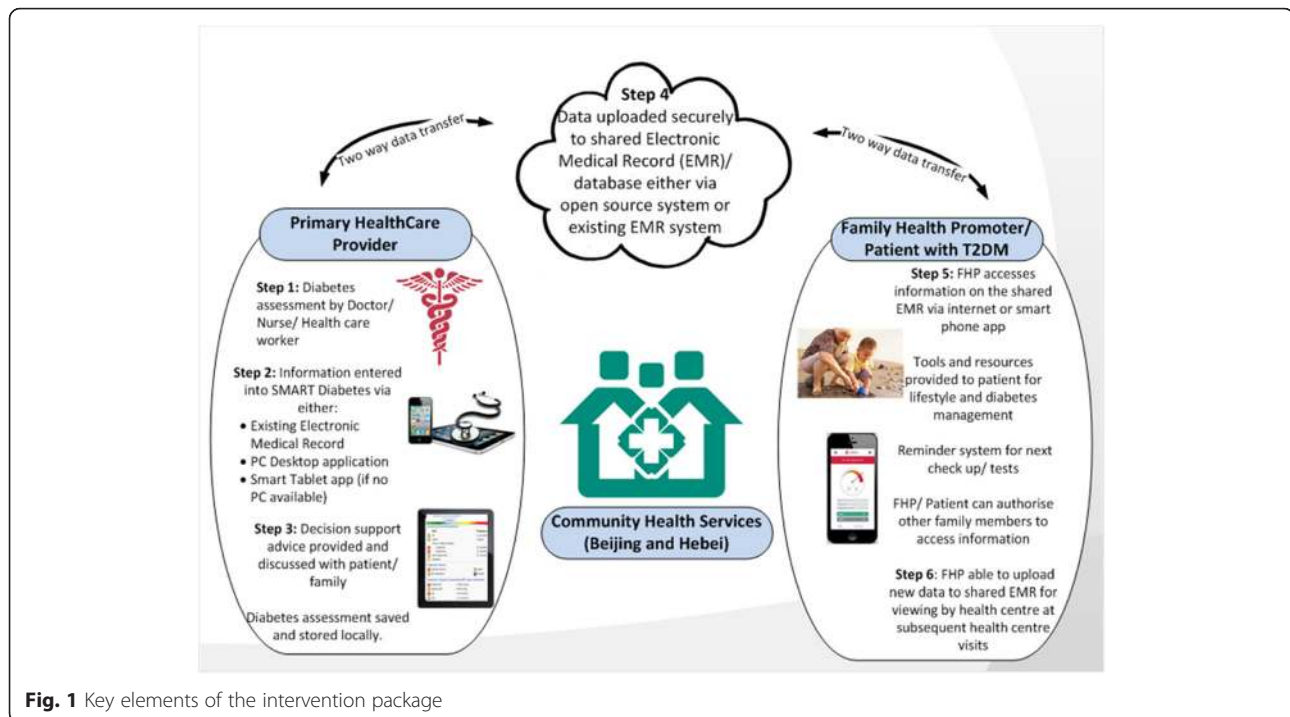 Step 4
Data uploaded securely
to shared Electronic
Medical Record (EMR)/
database either via
open source system or
existing EMR system
Two way data transfer
Two way data transfer
Primary HealthCare
Provider
Step 1: Diabetes
assessment by Doctor/
Nurse/ Health care
worker
Step 2: Information entered
into SMART Diabetes via
either:
• Existing Electronic
Medical Record
• PC Desktop application
• Smart Tablet app (if no
PC available)
Step 3: Decision support
advice provided and
discussed with patient/
family
Diabetes assessment saved
and stored locally.
Community Health Services
(Beijing and Hebei)
Family Health Promoter/
Patient with T2DM
Step 5: FHP accesses
information on the shared
EMR via internet or smart
phone app
Tools and resources
provided to patient for
lifestyle and diabetes
management
Reminder system for next
check up/ tests
FHP/ Patient can authorise
other family members to
access information
Step 6: FHP able to upload
new data to shared EMR for
viewing by health centre at
subsequent health centre
visits
Fig. 1 Key elements of the intervention package